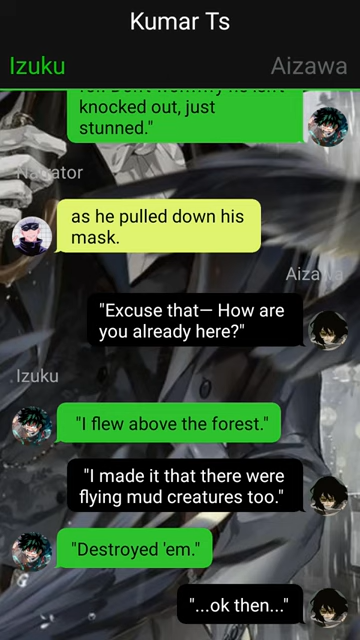 Kumar Ts
Izuku
Aizawa
knocked out, just
stunned."
Narrator
as he pulled down his
mask.
Aizawa
"Excuse that— How are
you already here?"
Izuku
"I flew above the forest."
"I made it that there were
flying mud creatures too."
"Destroyed 'em."
"...ok then..."